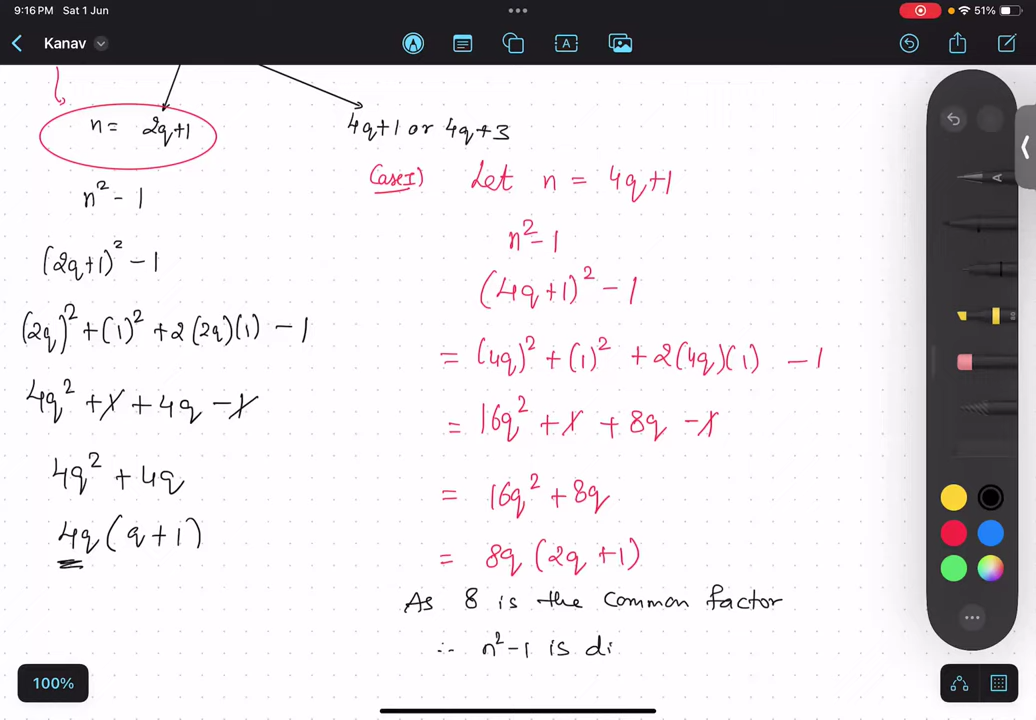 9:16 PM Sat 1 Jun
51%
Kanav
n = 2q+1
n² - 1
(2q+1)² - 1
(2q)² + (1)² + 2(2q)(1) - 1
4q² + 1 + 4q - 1
4q² + 4q
4q(q+1)
4q+1 or 4q+3
Case I) Let n = 4q+1
n² - 1
(4q+1)² - 1
= (4q)² + (1)² + 2(4q)(1) - 1
= 16q² + 1 + 8q - 1
= 16q² + 8q
= 8q (2q+1)
As 8 is the common factor
∴ n² - 1 is di
A
100%